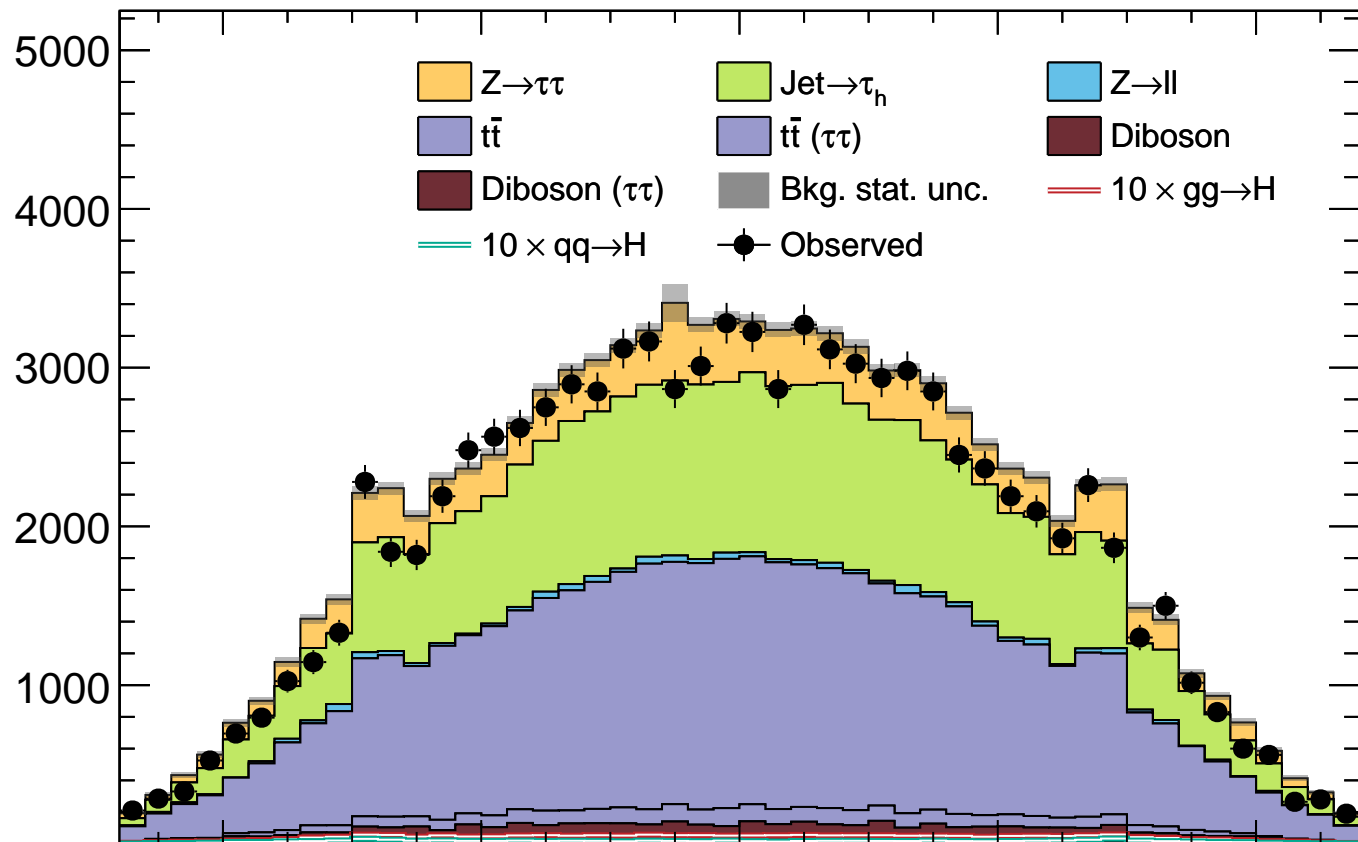 5000
Z→ττ Jet→τₕ Z→ll
tt̄ tt̄ (ττ) Diboson
4000
Diboson (ττ) Bkg. stat. unc. 10 × gg→H
10 × qq→H Observed
3000
2000
1000